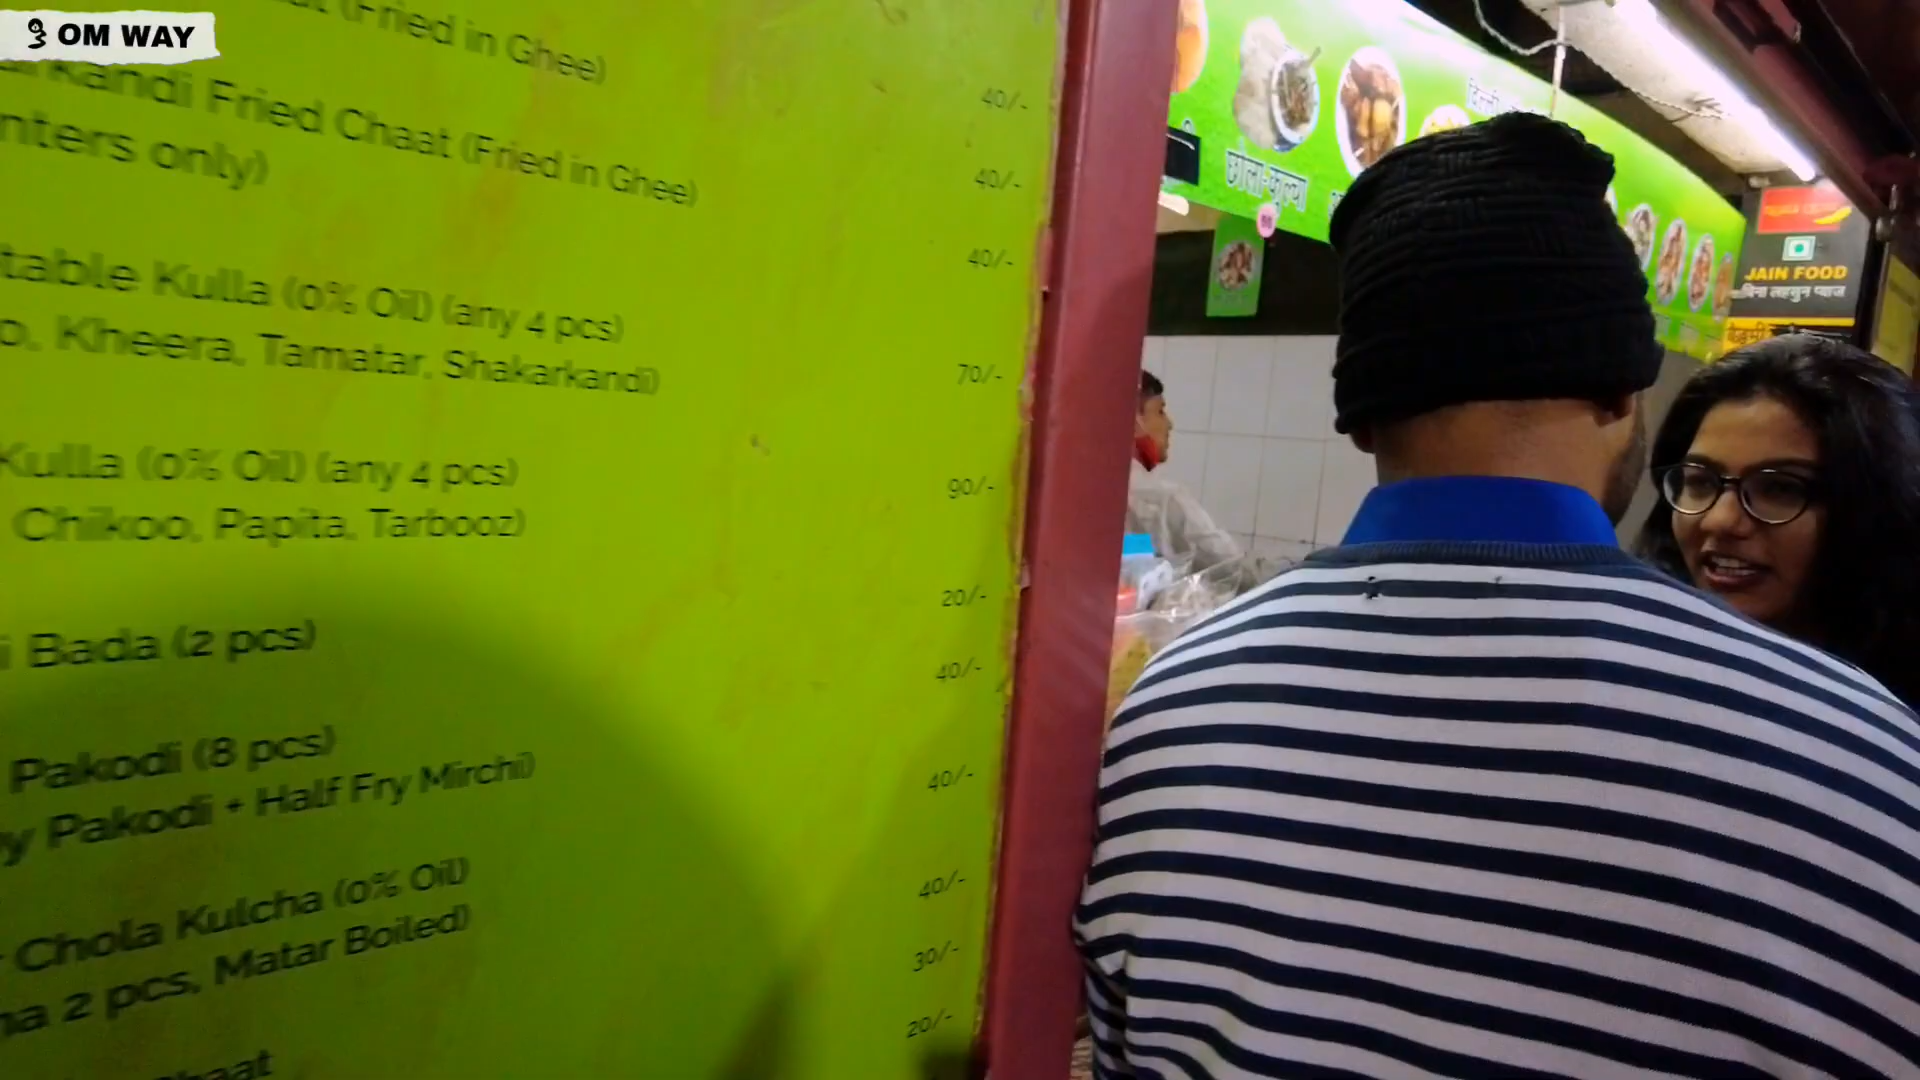 OM WAY
(Fried in Ghee)
40/-
Fried Chaat (Fried in Ghee)
only)
40/-
40/-
Kulla (0% Oil) (any 4 pcs)
Kheera, Tamatar, Shakarkandi)
70/-
Kulla (0% Oil) (any 4 pcs)
Chikoo, Papita, Tarbooz)
90/-
20/-
Bada (2 pcs)
40/-
Pakodi (8 pcs)
Pakodi + Half Fry Mirchi)
40/-
Chola Kulcha (0% Oil)
2 pcs, Matar Boiled)
40/-
30/-
20/-
छोला-कुल्चा
JAIN FOOD
बिना लहसुन प्याज